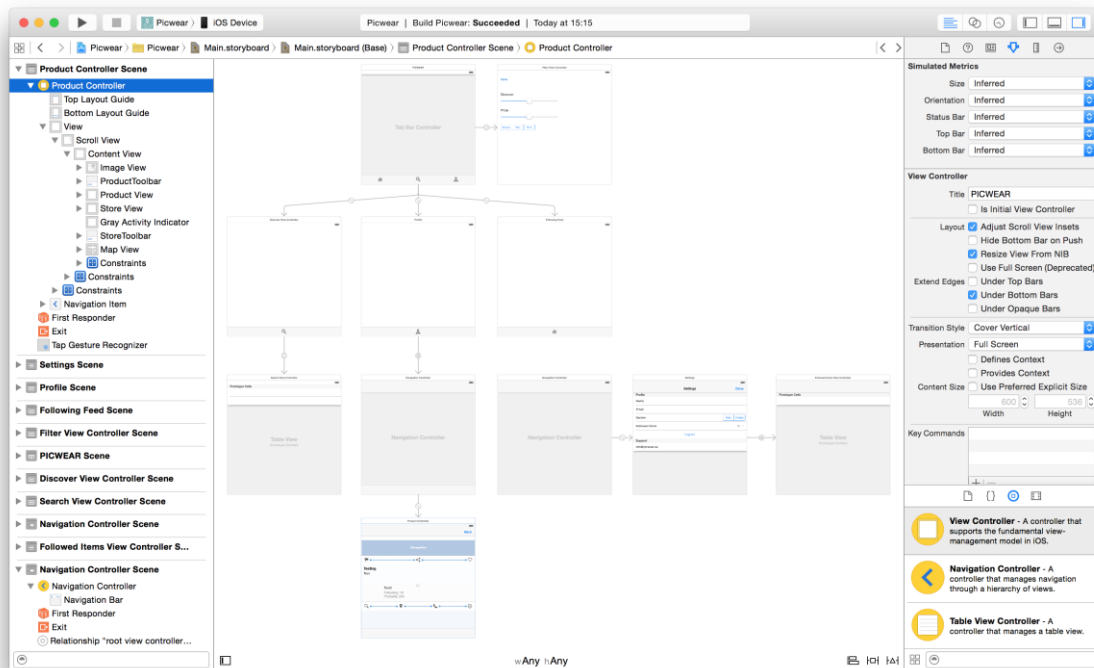 Picwear iOS Device
Picwear | Build Picwear: Succeeded | Today at 15:15
Picwear Picwear Main.storyboard Main.storyboard (Base) Product Controller Scene Product Controller
Product Controller Scene
Product Controller
Top Layout Guide
Bottom Layout Guide
View
Scroll View
Content View
Image View
ProductToolbar
Product View
Store View
Gray Activity Indicator
StoreToolbar
Map View
Constraints
Constraints
Constraints
Navigation Item
First Responder
Exit
Tap Gesture Recognizer
Settings Scene
Profile Scene
Following Feed Scene
Filter View Controller Scene
PICWEAR Scene
Discover View Controller Scene
Search View Controller Scene
Navigation Controller Scene
Followed Items View Controller S...
Navigation Controller Scene
Navigation Controller
Navigation Bar
First Responder
Exit
Relationship "root view controller...
Tab Bar Controller
Table View
Navigation Controller
Navigation Controller
Settings
Profile
Name
Email
Support
Table View
wAny hAny
Simulated Metrics
Size Inferred
Orientation Inferred
Status Bar Inferred
Top Bar Inferred
Bottom Bar Inferred
View Controller
Title PICWEAR
Is Initial View Controller
Layout Adjust Scroll View Insets
Hide Bottom Bar on Push
Resize View From NIB
Use Full Screen (Deprecated)
Extend Edges Under Top Bars
Under Bottom Bars
Under Opaque Bars
Transition Style Cover Vertical
Presentation Full Screen
Defines Context
Provides Context
Content Size Use Preferred Explicit Size
600 536
Width Height
Key Commands
View Controller - A controller that
supports the fundamental view-
management model in iOS.
Navigation Controller - A
controller that manages navigation
through a hierarchy of views.
Table View Controller - A
controller that manages a table view.